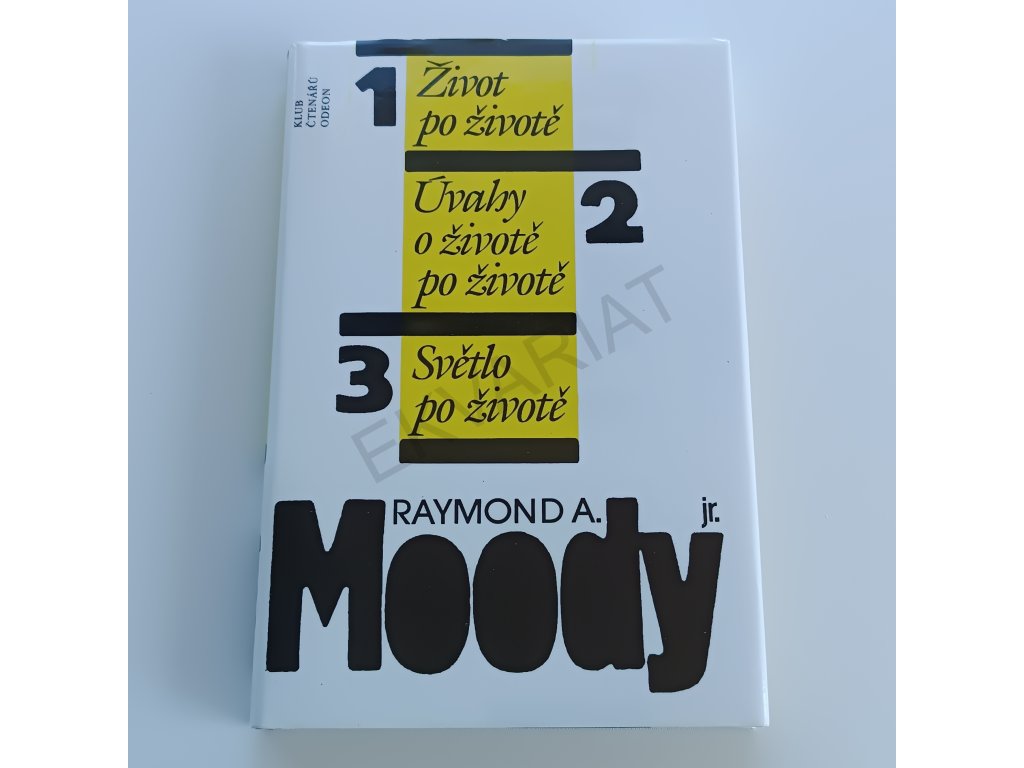 KLUB
ČTENÁŘŮ
ODEON
1
Život
po životě
2
Úvahy
o životě
po životě
3
Světlo
po životě
EKVARIAT
RAYMOND A.
jr.
Moody